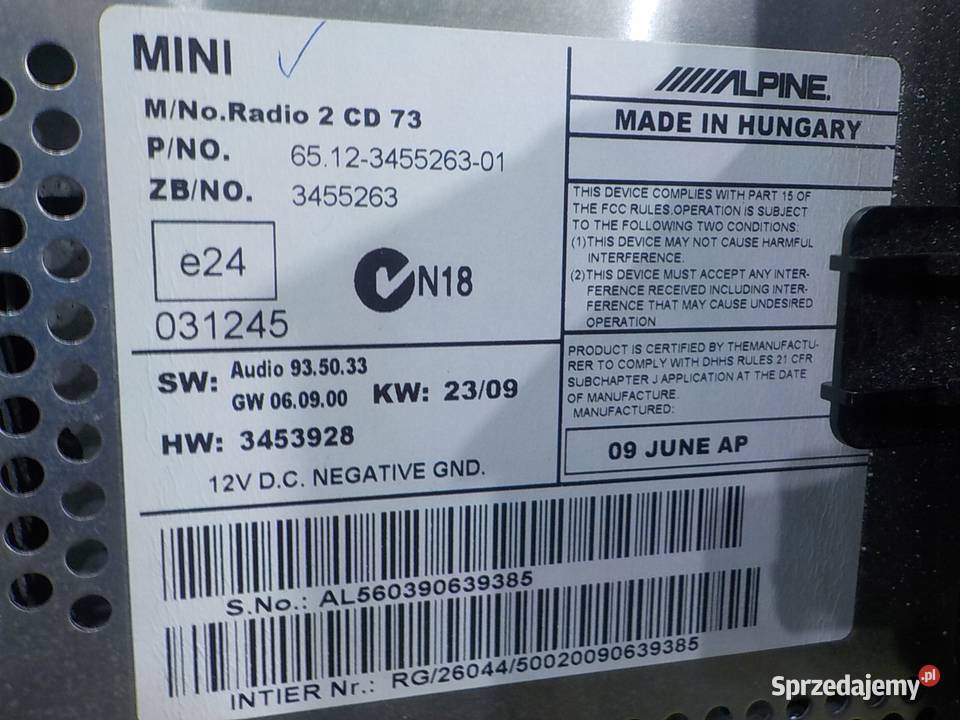 MINI
M/No.Radio 2 CD 73
P/NO. 65.12-3455263-01
ZB/NO. 3455263
e24
031245
N18
SW: Audio 93.50.33
GW 06.09.00
KW: 23/09
HW: 3453928
12V D.C. NEGATIVE GND.
ALPINE.
MADE IN HUNGARY
THIS DEVICE COMPLIES WITH PART 15 OF
THE FCC RULES.OPERATION IS SUBJECT
TO THE FOLLOWING TWO CONDITIONS:
(1)THIS DEVICE MAY NOT CAUSE HARMFUL
INTERFERENCE.
(2)THIS DEVICE MUST ACCEPT ANY INTER-
FERENCE RECEIVED INCLUDING INTER-
FERENCE THAT MAY CAUSE UNDESIRED
OPERATION
PRODUCT IS CERTIFIED BY THEMANUFACTU-
RER TO COMPLY WITH DHHS RULES 21 CFR
SUBCHAPTER J APPLICATION AT THE DATE
OF MANUFACTURE.
MANUFACTURED:
09 JUNE AP
S.No.: AL560390639385
INTIER Nr.: RG/26044/50020090639385
Sprzedajemy.pl